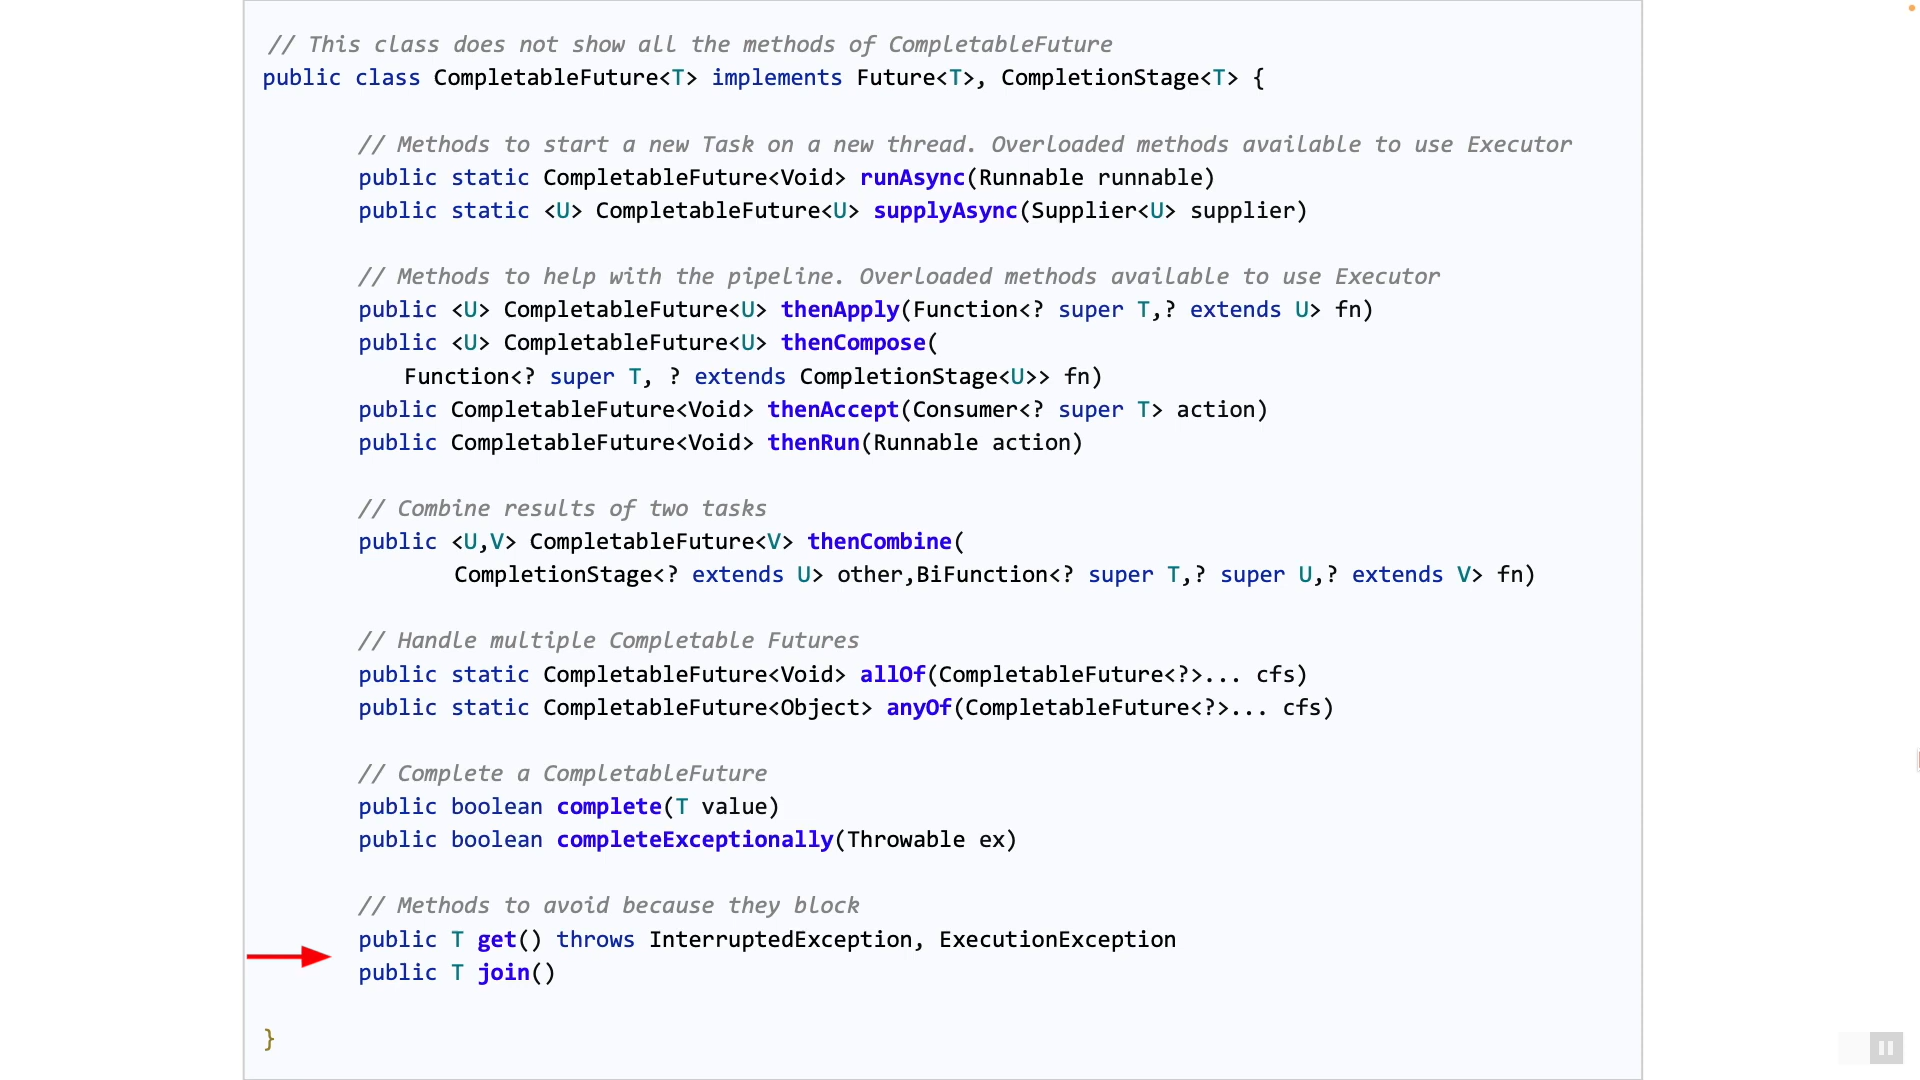 // This class does not show all the methods of CompletableFuture
public class CompletableFuture<T> implements Future<T>, CompletionStage<T> {
// Methods to start a new Task on a new thread. Overloaded methods available to use Executor
public static CompletableFuture<Void> runAsync(Runnable runnable)
public static <U> CompletableFuture<U> supplyAsync(Supplier<U> supplier)
// Methods to help with the pipeline. Overloaded methods available to use Executor
public <U> CompletableFuture<U> thenApply(Function<? super T,? extends U> fn)
public <U> CompletableFuture<U> thenCompose(
Function<? super T, ? extends CompletionStage<U>> fn)
public CompletableFuture<Void> thenAccept(Consumer<? super T> action)
public CompletableFuture<Void> thenRun(Runnable action)
// Combine results of two tasks
public <U,V> CompletableFuture<V> thenCombine(
CompletionStage<? extends U> other,BiFunction<? super T,? super U,? extends V> fn)
// Handle multiple Completable Futures
public static CompletableFuture<Void> allOf(CompletableFuture<?>... cfs)
public static CompletableFuture<Object> anyOf(CompletableFuture<?>... cfs)
// Complete a CompletableFuture
public boolean complete(T value)
public boolean completeExceptionally(Throwable ex)
// Methods to avoid because they block
public T get() throws InterruptedException, ExecutionException
public T join()
}